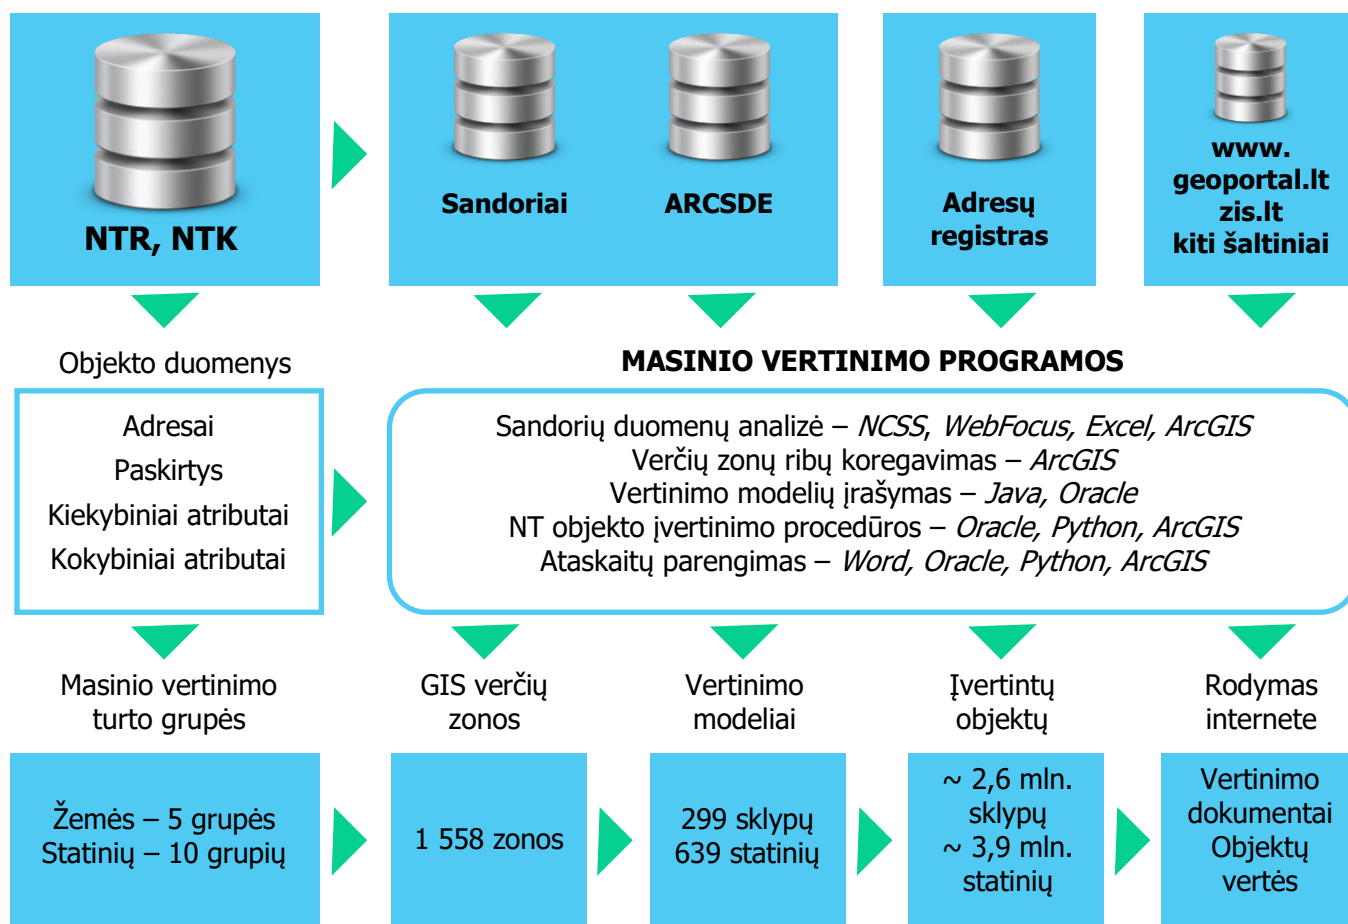 NTR, NTK
Sandoriai
ARCSDE
Adresų
registras
www.
geoportal.lt
zis.lt
kiti šaltiniai
Objekto duomenys
Adresai
Paskirtys
Kiekybiniai atributai
Kokybiniai atributai
MASINIO VERTINIMO PROGRAMOS
Sandorių duomenų analizė – NCSS, WebFocus, Excel, ArcGIS
Verčių zonų ribų koregavimas – ArcGIS
Vertinimo modelių įrašymas – Java, Oracle
NT objekto įvertinimo procedūros – Oracle, Python, ArcGIS
Ataskaitų parengimas – Word, Oracle, Python, ArcGIS
Masinio vertinimo
turto grupės
GIS verčių
zonos
Vertinimo
modeliai
Įvertintų
objektų
Rodymas
internete
Žemės – 5 grupės
Statinių – 10 grupių
1 558 zonos
299 sklypų
639 statinių
~ 2,6 mln.
sklypų
~ 3,9 mln.
statinių
Vertinimo
dokumentai
Objektų
vertės